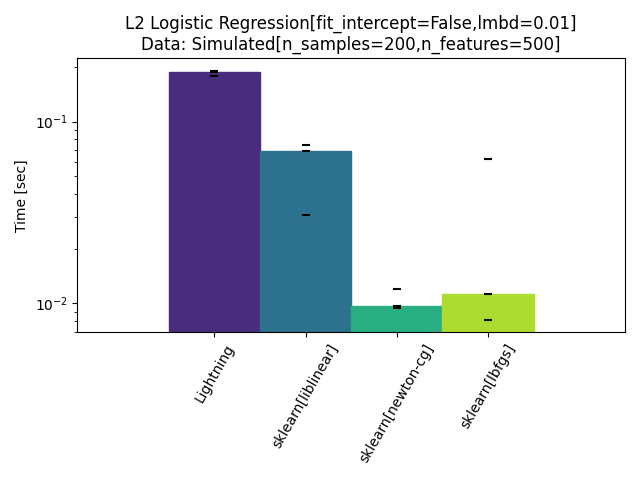 L2 Logistic Regression[fit_intercept=False,lmbd=0.01]
Data: Simulated[n_samples=200,n_features=500]
Time [sec]
10⁻¹
10⁻²
Lightning
sklearn[liblinear]
sklearn[newton-cg]
sklearn[lbfgs]